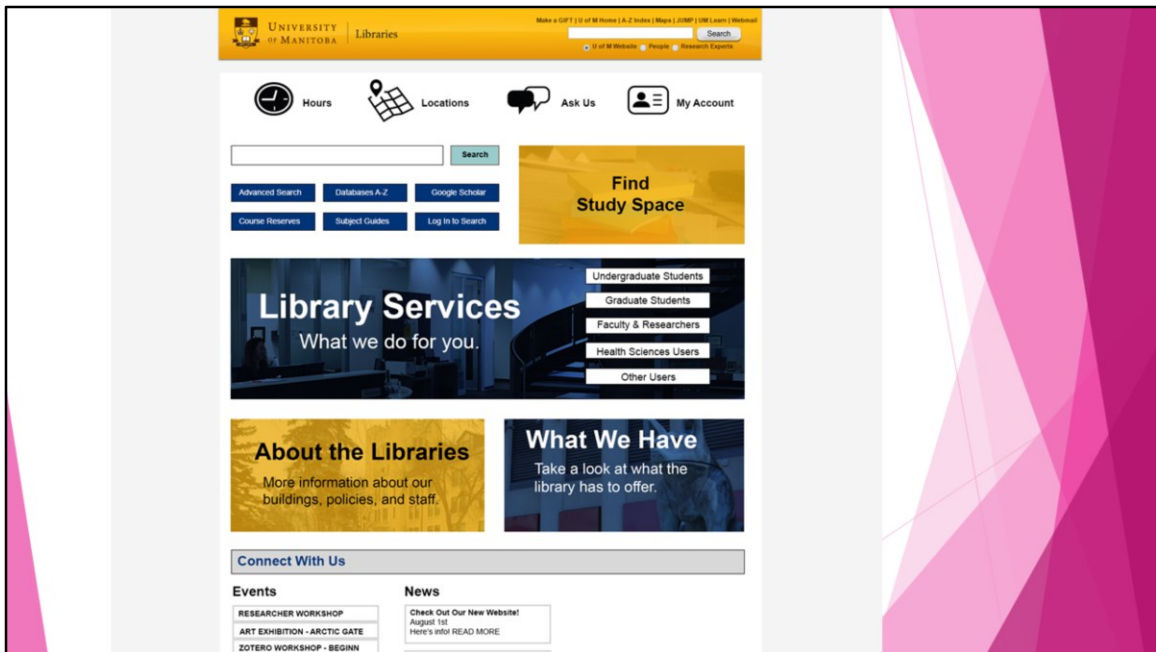 Make a GIFT | U of M Home | A-Z Index | Maps | JUMP | UM Learn | Webmail
UNIVERSITY
OF MANITOBA
Libraries
Search
U of M Website People Research Experts
Hours
Locations
Ask Us
My Account
Search
Advanced Search
Databases A-Z
Google Scholar
Course Reserves
Subject Guides
Log In to Search
Find
Study Space
Library Services
What we do for you.
Undergraduate Students
Graduate Students
Faculty & Researchers
Health Sciences Users
Other Users
About the Libraries
More information about our
buildings, policies, and staff.
What We Have
Take a look at what the
library has to offer.
Connect With Us
Events
RESEARCHER WORKSHOP
ART EXHIBITION - ARCTIC GATE
ZOTERO WORKSHOP - BEGINN
News
Check Out Our New Website!
August 1st
Here's info! READ MORE